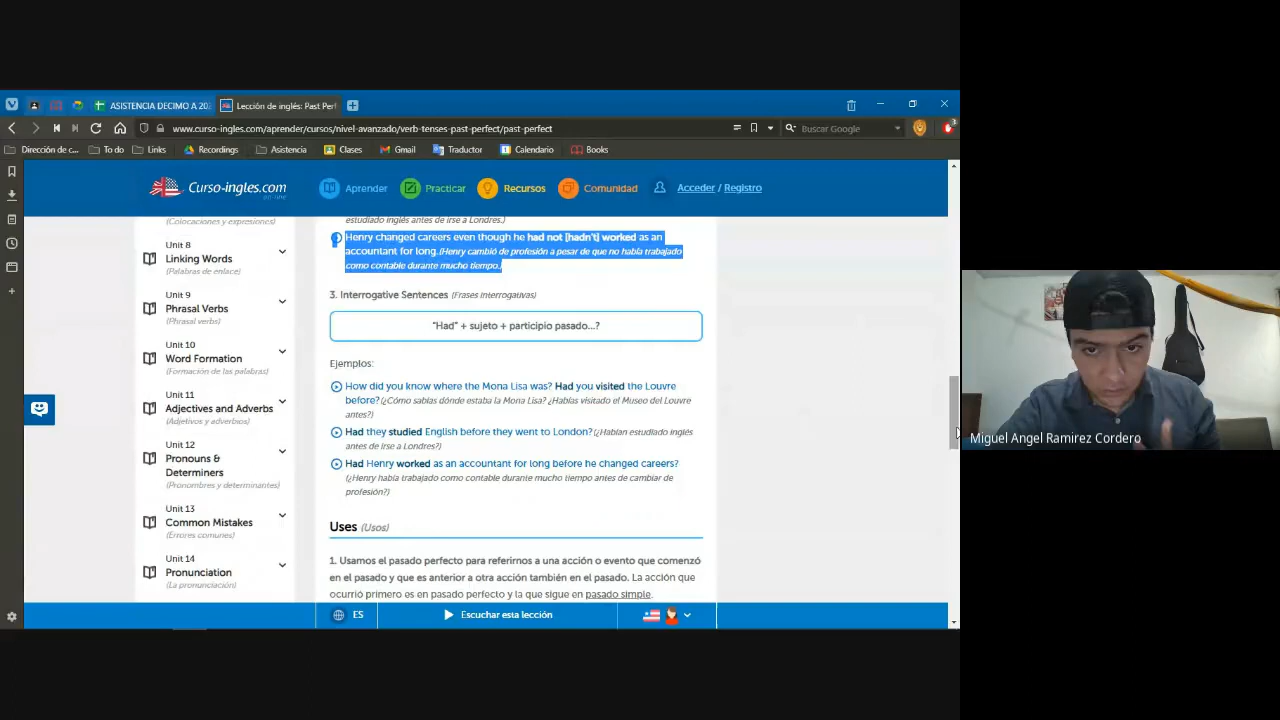 ASISTENCIA DECIMO A 202
Lección de inglés: Past Perf
www.curso-ingles.com/aprender/cursos/nivel-avanzado/verb-tenses-past-perfect/past-perfect
Buscar Google
3
Dirección de c...
To do
Links
Recordings
Asistencia
Clases
Gmail
Traductor
Calendario
Books
Curso-ingles.com
on-line
Aprender
Practicar
Recursos
Comunidad
Acceder / Registro
(Colocaciones y expresiones)
Unit 8
Linking Words
(Palabras de enlace)
Unit 9
Phrasal Verbs
(Phrasal verbs)
Unit 10
Word Formation
(Formación de las palabras)
Unit 11
Adjectives and Adverbs
(Adjetivos y adverbios)
Unit 12
Pronouns &
Determiners
(Pronombres y determinantes)
Unit 13
Common Mistakes
(Errores comunes)
Unit 14
Pronunciation
(La pronunciación)
estudiado inglés antes de irse a Londres.)
Henry changed careers even though he had not [hadn't] worked as an
accountant for long.(Henry cambió de profesión a pesar de que no había trabajado
como contable durante mucho tiempo.)
3. Interrogative Sentences (Frases interrogativas)
"Had" + sujeto + participio pasado...?
Ejemplos:
How did you know where the Mona Lisa was? Had you visited the Louvre
before?(¿Cómo sabías dónde estaba la Mona Lisa? ¿Habías visitado el Museo del Louvre
antes?)
Had they studied English before they went to London?(¿Habían estudiado inglés
antes de irse a Londres?)
Had Henry worked as an accountant for long before he changed careers?
(¿Henry había trabajado como contable durante mucho tiempo antes de cambiar de
profesión?)
Uses (Usos)
1. Usamos el pasado perfecto para referirnos a una acción o evento que comenzó
en el pasado y que es anterior a otra acción también en el pasado. La acción que
ocurrió primero es en pasado perfecto y la que sigue en pasado simple.
ES
Escuchar esta lección
Miguel Angel Ramirez Cordero